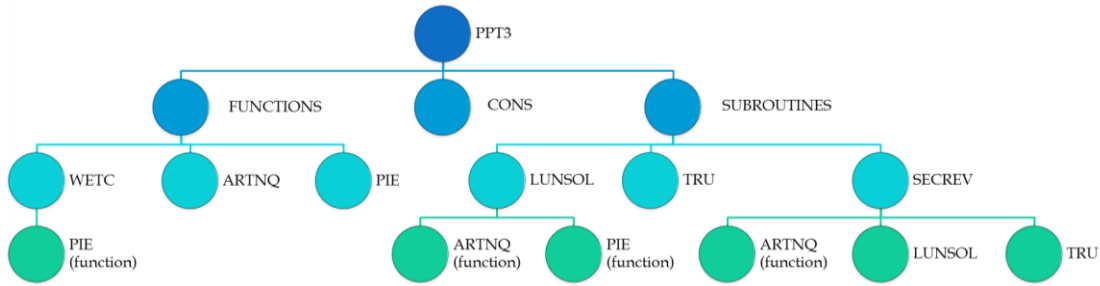 PPT3
FUNCTIONS
CONS
SUBROUTINES
WETC
ARTNQ
PIE
LUNSOL
TRU
SECREV
PIE
(function)
ARTNQ
(function)
PIE
(function)
ARTNQ
(function)
LUNSOL
TRU